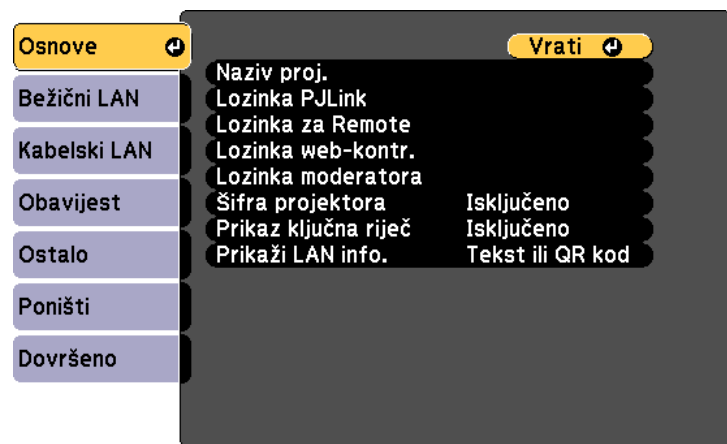 Osnove
Bežični LAN
Kabelski LAN
Obavijest
Ostalo
Poništi
Dovršeno
Vrati
Naziv proj.
Lozinka PJLink
Lozinka za Remote
Lozinka web-kontr.
Lozinka moderatora
Šifra projektora Isključeno
Prikaz ključna riječ Isključeno
Prikaži LAN info. Tekst ili QR kod